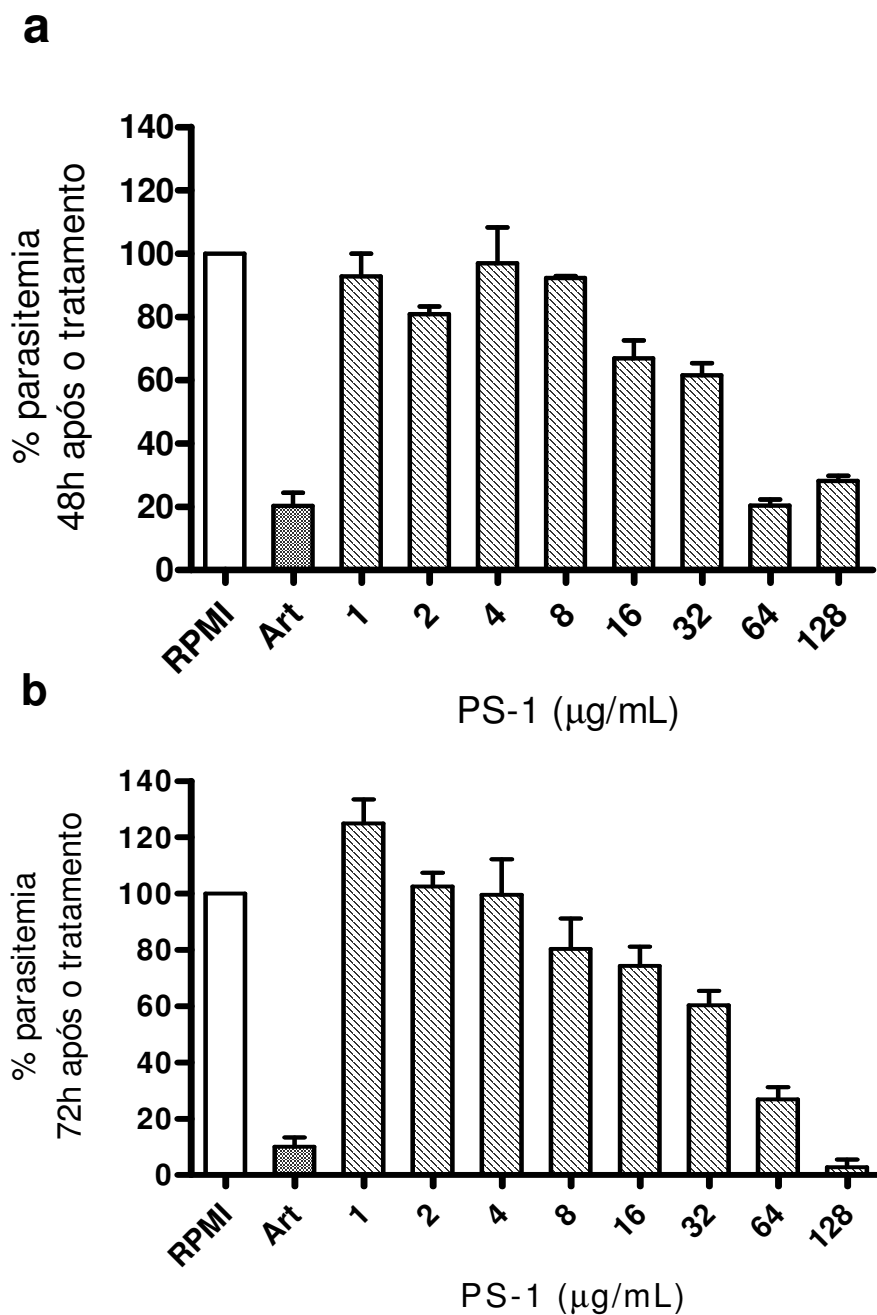 a
% parasitemia
48h após o tratamento
140
120
100
80
60
40
20
0
RPMI
Art
1
2
4
8
16
32
64
128
PS-1 (μg/mL)
b
% parasitemia
72h após o tratamento
140
120
100
80
60
40
20
0
RPMI
Art
1
2
4
8
16
32
64
128
PS-1 (μg/mL)